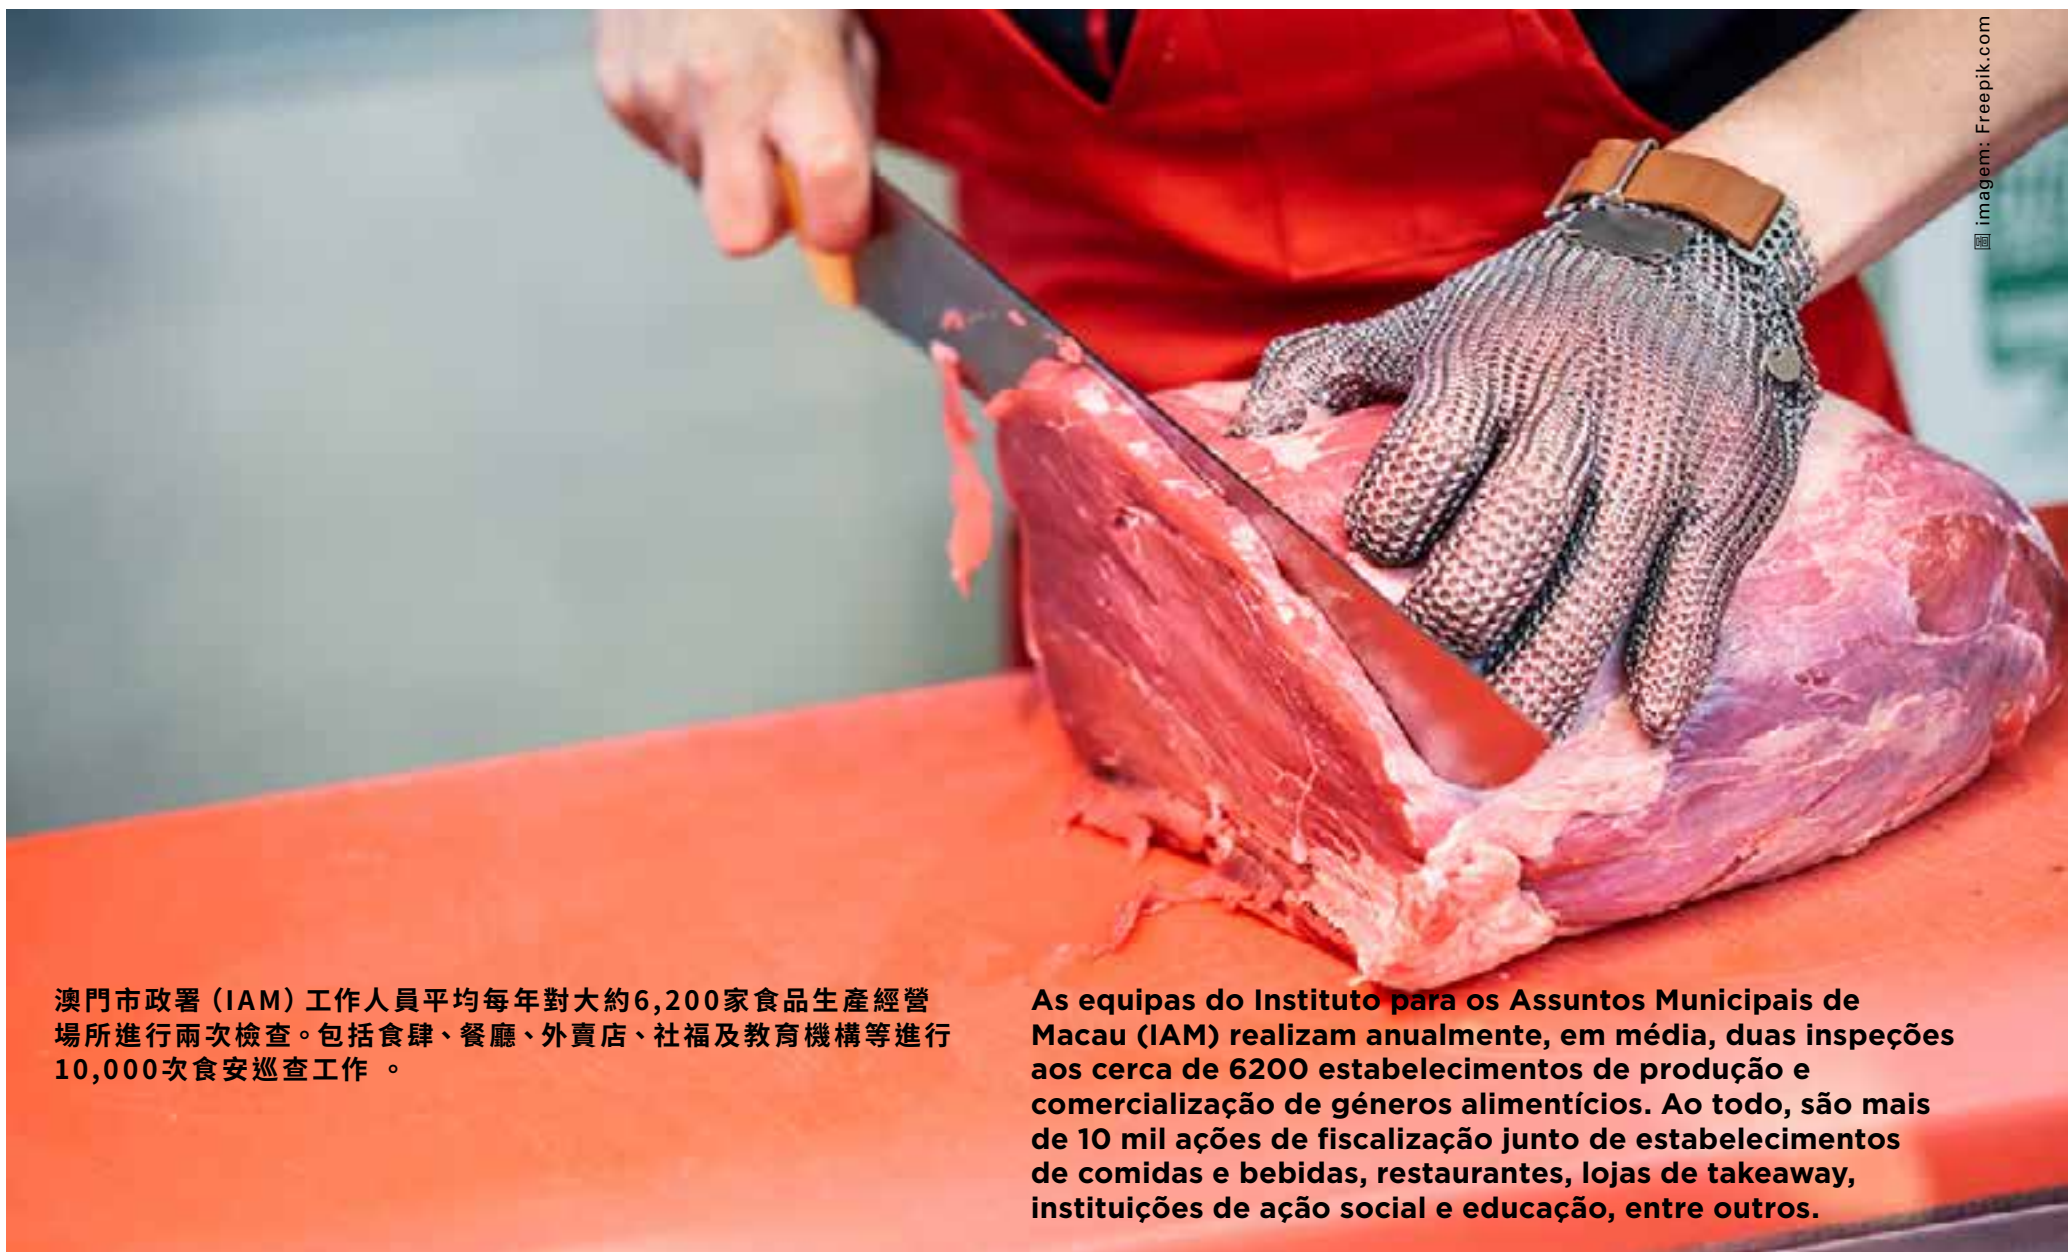 圖 imagem: Freepik.com
澳門市政署（IAM）工作人員平均每年對大約6,200家食品生產經營
場所進行兩次檢查。包括食肆、餐廳、外賣店、社福及教育機構等進行
10,000次食安巡查工作 。
As equipas do Instituto para os Assuntos Municipais de
Macau (IAM) realizam anualmente, em média, duas inspeções
aos cerca de 6200 estabelecimentos de produção e
comercialização de géneros alimentícios. Ao todo, são mais
de 10 mil ações de fiscalização junto de estabelecimentos
de comidas e bebidas, restaurantes, lojas de takeaway,
instituições de ação social e educação, entre outros.